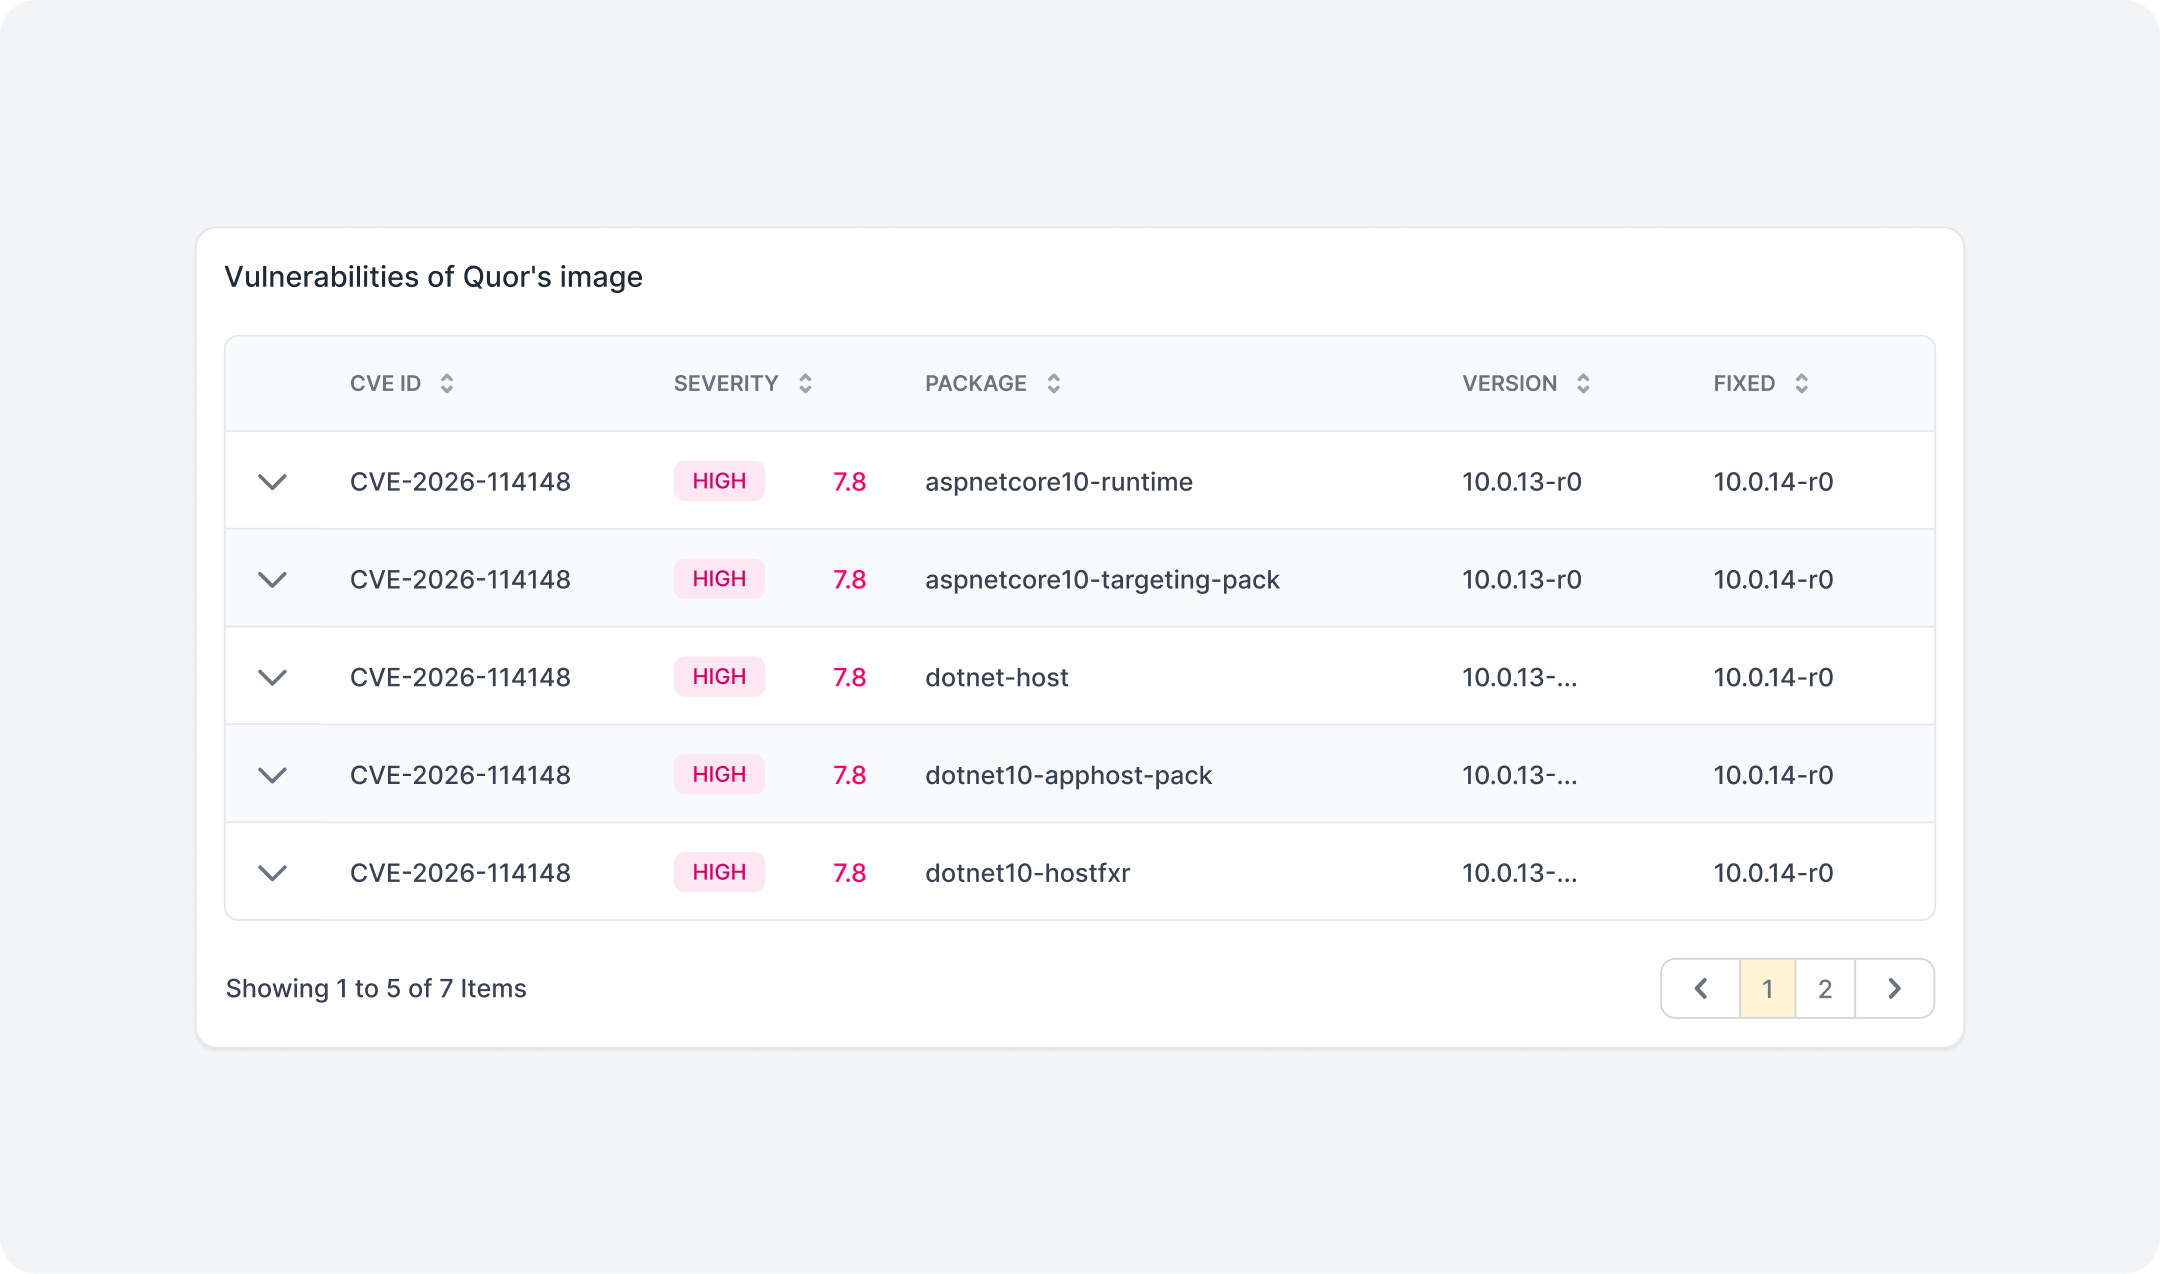 Vulnerabilities of Quor's image
CVE ID SEVERITY PACKAGE VERSION FIXED
CVE-2026-114148 HIGH 7.8 aspnetcore10-runtime 10.0.13-r0 10.0.14-r0
CVE-2026-114148 HIGH 7.8 aspnetcore10-targeting-pack 10.0.13-r0 10.0.14-r0
CVE-2026-114148 HIGH 7.8 dotnet-host 10.0.13-... 10.0.14-r0
CVE-2026-114148 HIGH 7.8 dotnet10-apphost-pack 10.0.13-... 10.0.14-r0
CVE-2026-114148 HIGH 7.8 dotnet10-hostfxr 10.0.13-... 10.0.14-r0
Showing 1 to 5 of 7 Items 1 2